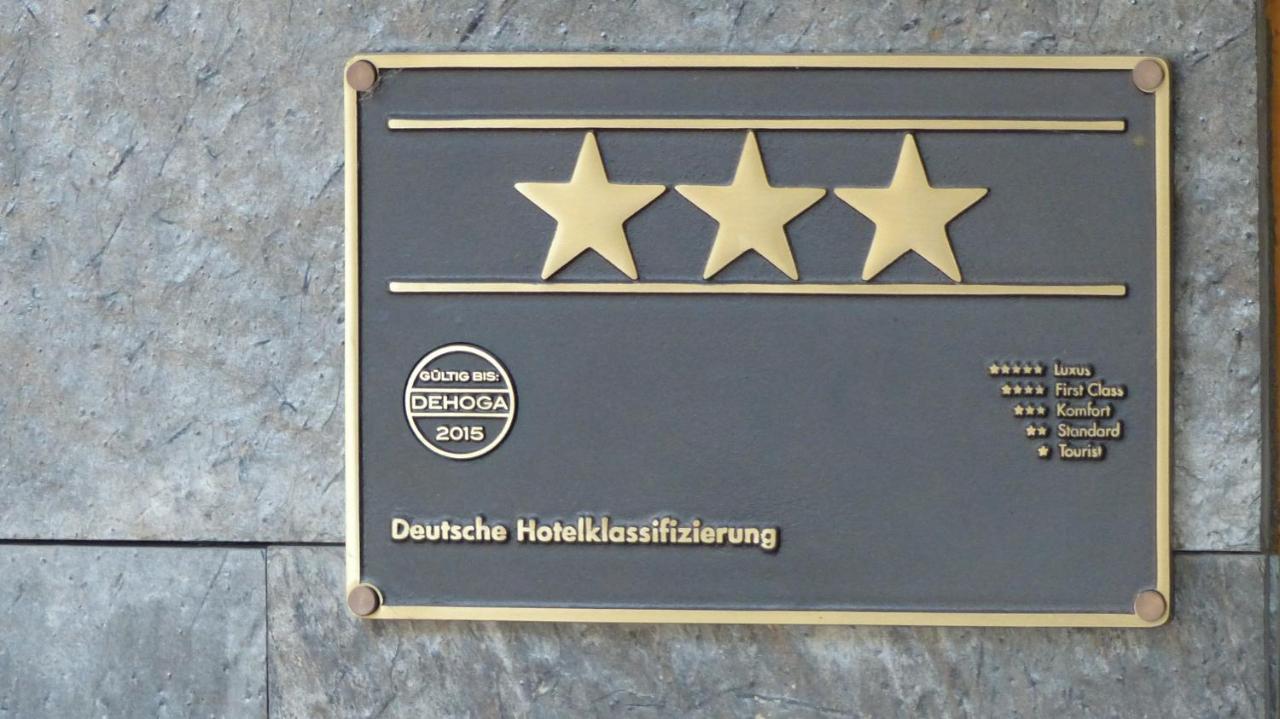 GÜLTIG BIS:
DEHOGA
2015
Luxus
First Class
Komfort
Standard
Tourist
Deutsche Hotelklassifizierung